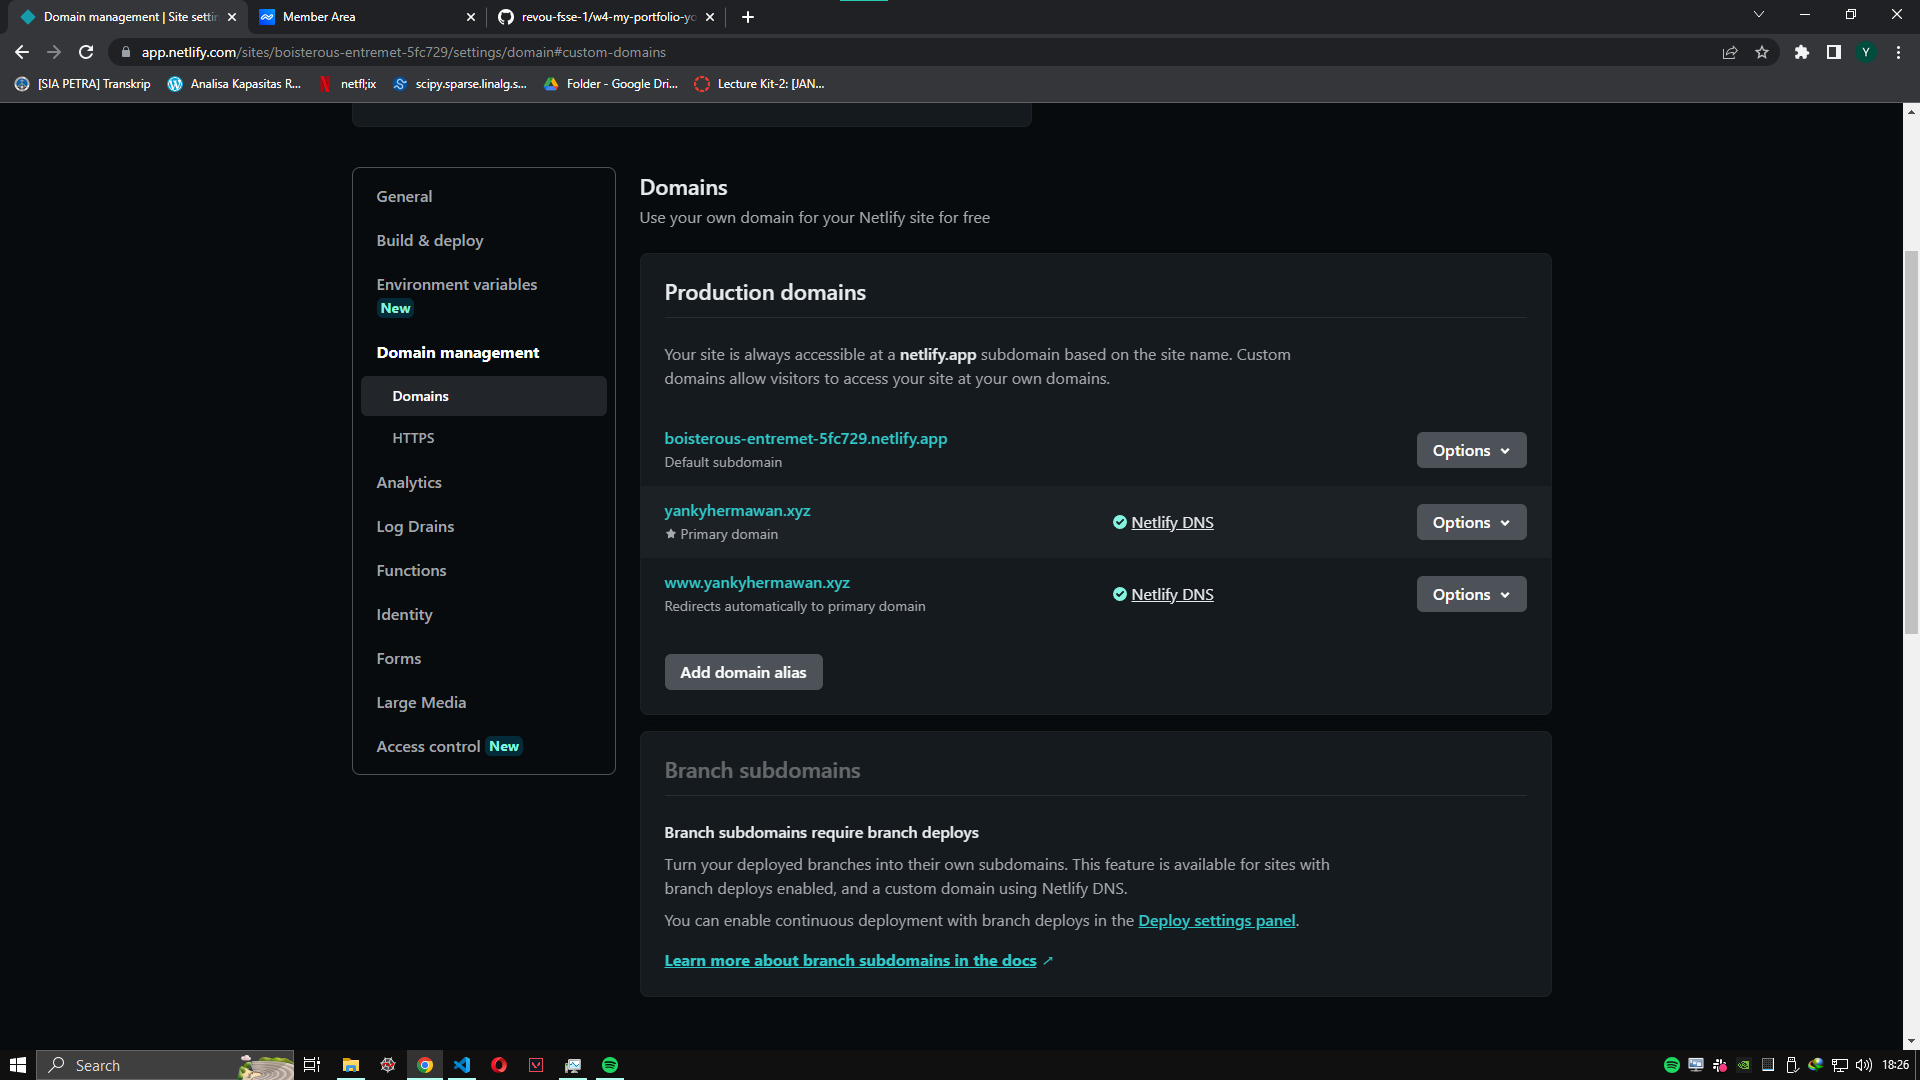 Domain management | Site settin
Member Area
revou-fsse-1/w4-my-portfolio-yo
app.netlify.com/sites/boisterous-entremet-5fc729/settings/domain#custom-domains
Y
[SIA PETRA] Transkrip
Analisa Kapasitas R...
netfl;ix
scipy.sparse.linalg.s...
Folder - Google Dri...
Lecture Kit-2: [JAN...
General
Build & deploy
Environment variables
New
Domain management
Domains
HTTPS
Analytics
Log Drains
Functions
Identity
Forms
Large Media
Access control New
Domains
Use your own domain for your Netlify site for free
Production domains
Your site is always accessible at a netlify.app subdomain based on the site name. Custom
domains allow visitors to access your site at your own domains.
boisterous-entremet-5fc729.netlify.app
Default subdomain
Options
yankyhermawan.xyz
Primary domain
Netlify DNS
Options
www.yankyhermawan.xyz
Redirects automatically to primary domain
Netlify DNS
Options
Add domain alias
Branch subdomains
Branch subdomains require branch deploys
Turn your deployed branches into their own subdomains. This feature is available for sites with
branch deploys enabled, and a custom domain using Netlify DNS.
You can enable continuous deployment with branch deploys in the Deploy settings panel.
Learn more about branch subdomains in the docs
Search
18:26